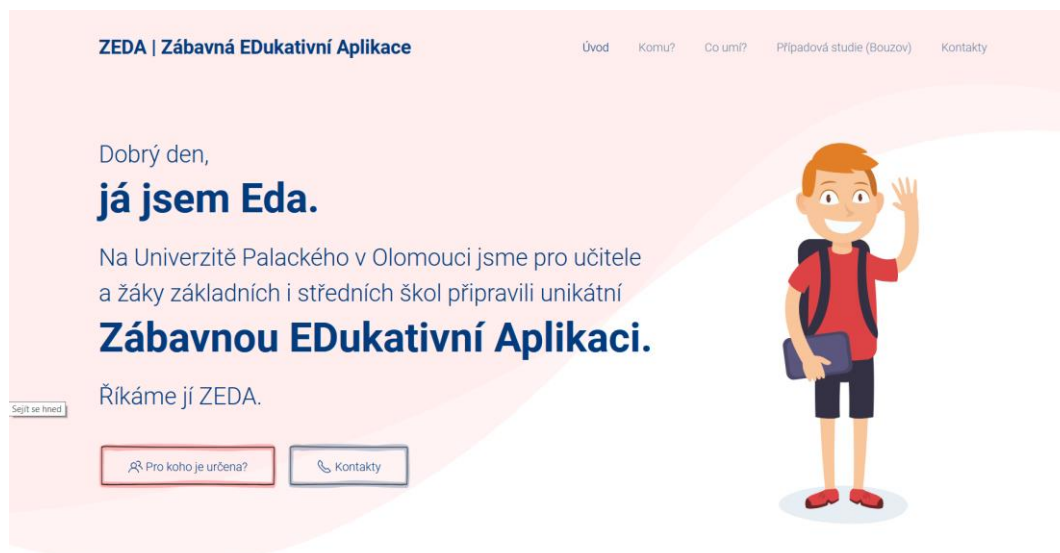 ZEDA | Zábavná EDukativní Aplikace
Úvod Komu? Co umí? Případová studie (Bouzov) Kontakty
Dobrý den,
já jsem Eda.
Na Univerzitě Palackého v Olomouci jsme pro učitele
a žáky základních i středních škol připravili unikátní
Zábavnou EDukativní Aplikaci.
Říkáme jí ZEDA.
Sejít se hned
Pro koho je určena? Kontakty